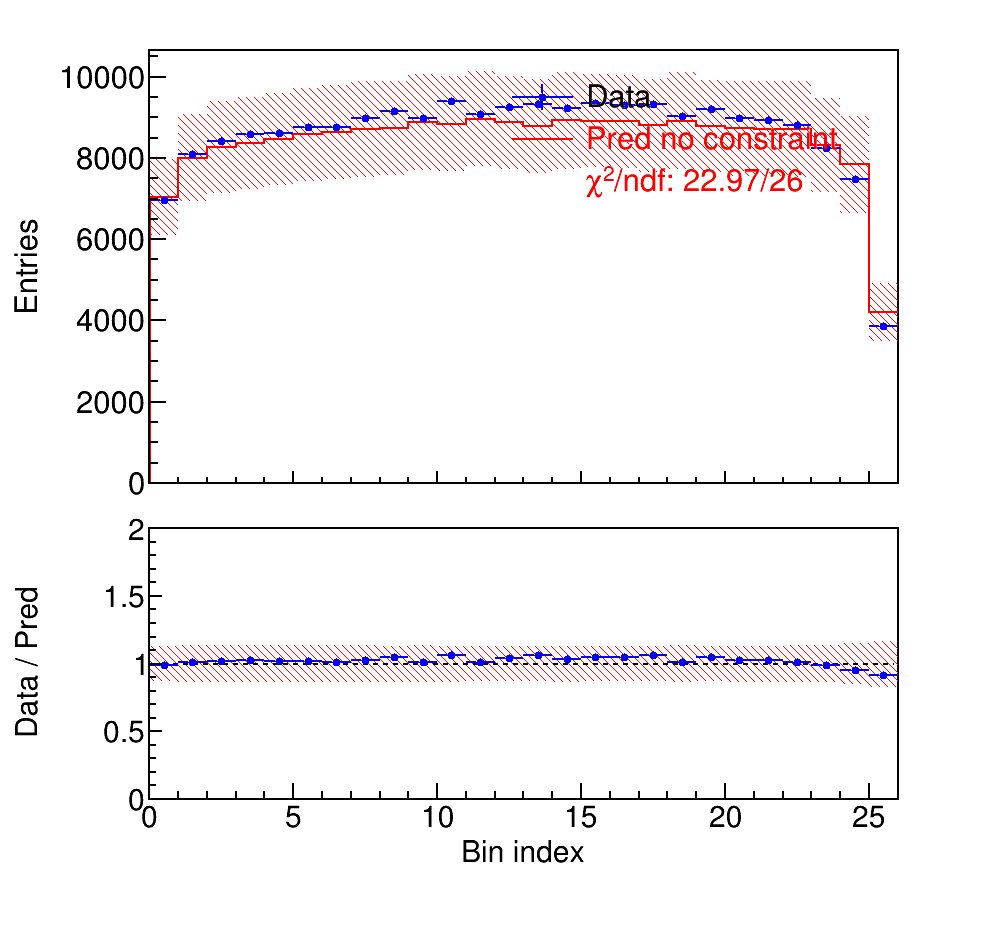 10000
8000
6000
4000
2000
0
Entries
Data
Pred no constraint
χ²/ndf: 22.97/26
2
1.5
1
0.5
0
Data / Pred
0 5 10 15 20 25
Bin index